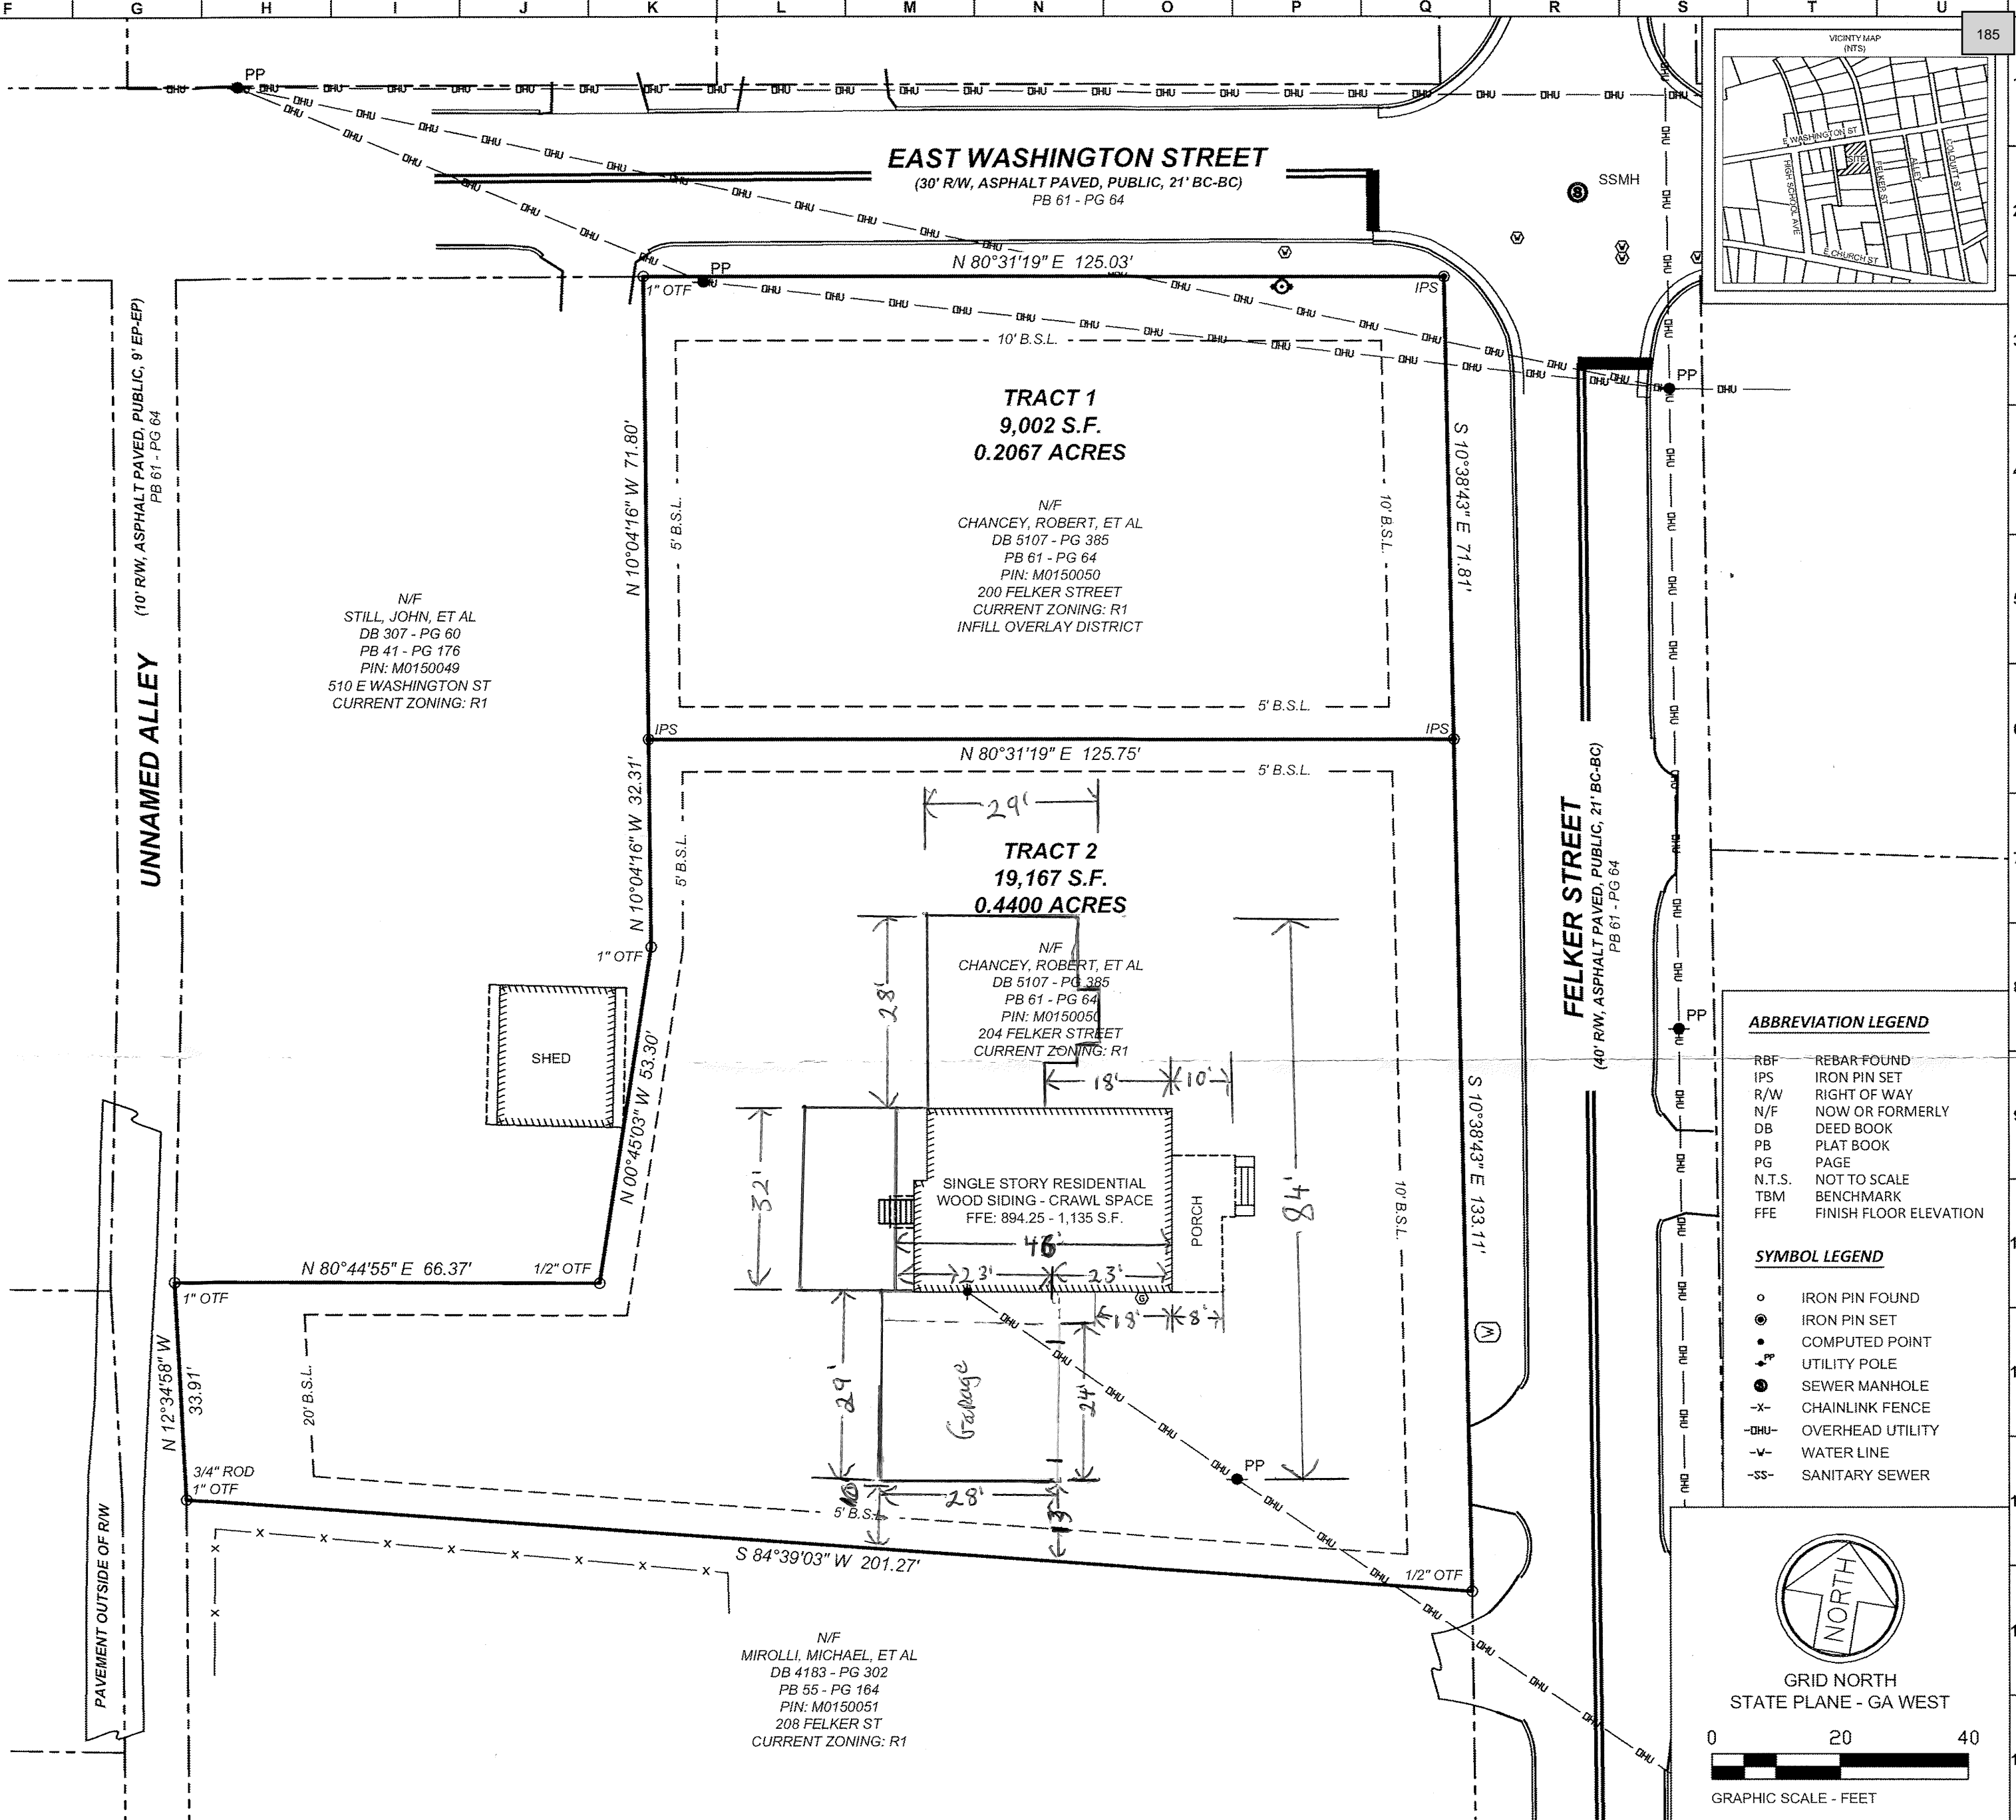 F G H I J K L M N O P Q R S T U
185
VICINTY MAP
(NTS)
E WASHINGTON ST
SITE
HIGH SCHOOL AVE
FELKER ST
ALLEY
COLQUITT ST
E CHURCH ST
PP
EAST WASHINGTON STREET
(30' R/W, ASPHALT PAVED, PUBLIC, 21' BC-BC)
PB 61 - PG 64
SSMH
N 80°31'19" E 125.03'
PP
1" OTF
IPS
10' B.S.L.
PP
TRACT 1
9,002 S.F.
0.2067 ACRES
N/F
CHANCEY, ROBERT, ET AL
DB 5107 - PG 385
PB 61 - PG 64
PIN: M0150050
200 FELKER STREET
CURRENT ZONING: R1
INFILL OVERLAY DISTRICT
N 10°04'16" W 71.80'
5' B.S.L.
10' B.S.L.
S 10°38'43" E 71.81'
5' B.S.L.
UNNAMED ALLEY
(10' R/W, ASPHALT PAVED, PUBLIC, 9' EP-EP)
PB 61 - PG 64
N/F
STILL, JOHN, ET AL
DB 307 - PG 60
PB 41 - PG 176
PIN: M0150049
510 E WASHINGTON ST
CURRENT ZONING: R1
IPS
IPS
N 80°31'19" E 125.75'
5' B.S.L.
29'
N 10°04'16" W 32.31'
5' B.S.L.
TRACT 2
19,167 S.F.
0.4400 ACRES
N/F
CHANCEY, ROBERT, ET AL
DB 5107 - PG 385
PB 61 - PG 64
PIN: M0150050
204 FELKER STREET
CURRENT ZONING: R1
28'
1" OTF
SHED
N 00°45'03" W 53.30'
18'
10'
84'
32'
SINGLE STORY RESIDENTIAL
WOOD SIDING - CRAWL SPACE
FFE: 894.25 - 1,135 S.F.
PORCH
46'
23'
23'
G
18'
8'
10' B.S.L.
S 10°38'43" E 133.11'
W
FELKER STREET
(40' R/W, ASPHALT PAVED, PUBLIC, 21' BC-BC)
PB 61 - PG 64
PP
N 80°44'55" E 66.37'
1/2" OTF
1" OTF
N 12°34'58" W
33.91'
20' B.S.L.
29'
Garage
24'
PP
3/4" ROD
1" OTF
28'
5' B.S.L.
S 84°39'03" W 201.27'
1/2" OTF
PAVEMENT OUTSIDE OF R/W
N/F
MIROLLI, MICHAEL, ET AL
DB 4183 - PG 302
PB 55 - PG 164
PIN: M0150051
208 FELKER ST
CURRENT ZONING: R1
ABBREVIATION LEGEND
RBF REBAR FOUND
IPS IRON PIN SET
R/W RIGHT OF WAY
N/F NOW OR FORMERLY
DB DEED BOOK
PB PLAT BOOK
PG PAGE
N.T.S. NOT TO SCALE
TBM BENCHMARK
FFE FINISH FLOOR ELEVATION
SYMBOL LEGEND
IRON PIN FOUND
IRON PIN SET
COMPUTED POINT
PP UTILITY POLE
SEWER MANHOLE
-X- CHAINLINK FENCE
-OHU- OVERHEAD UTILITY
-W- WATER LINE
-SS- SANITARY SEWER
NORTH
GRID NORTH
STATE PLANE - GA WEST
0 20 40
GRAPHIC SCALE - FEET